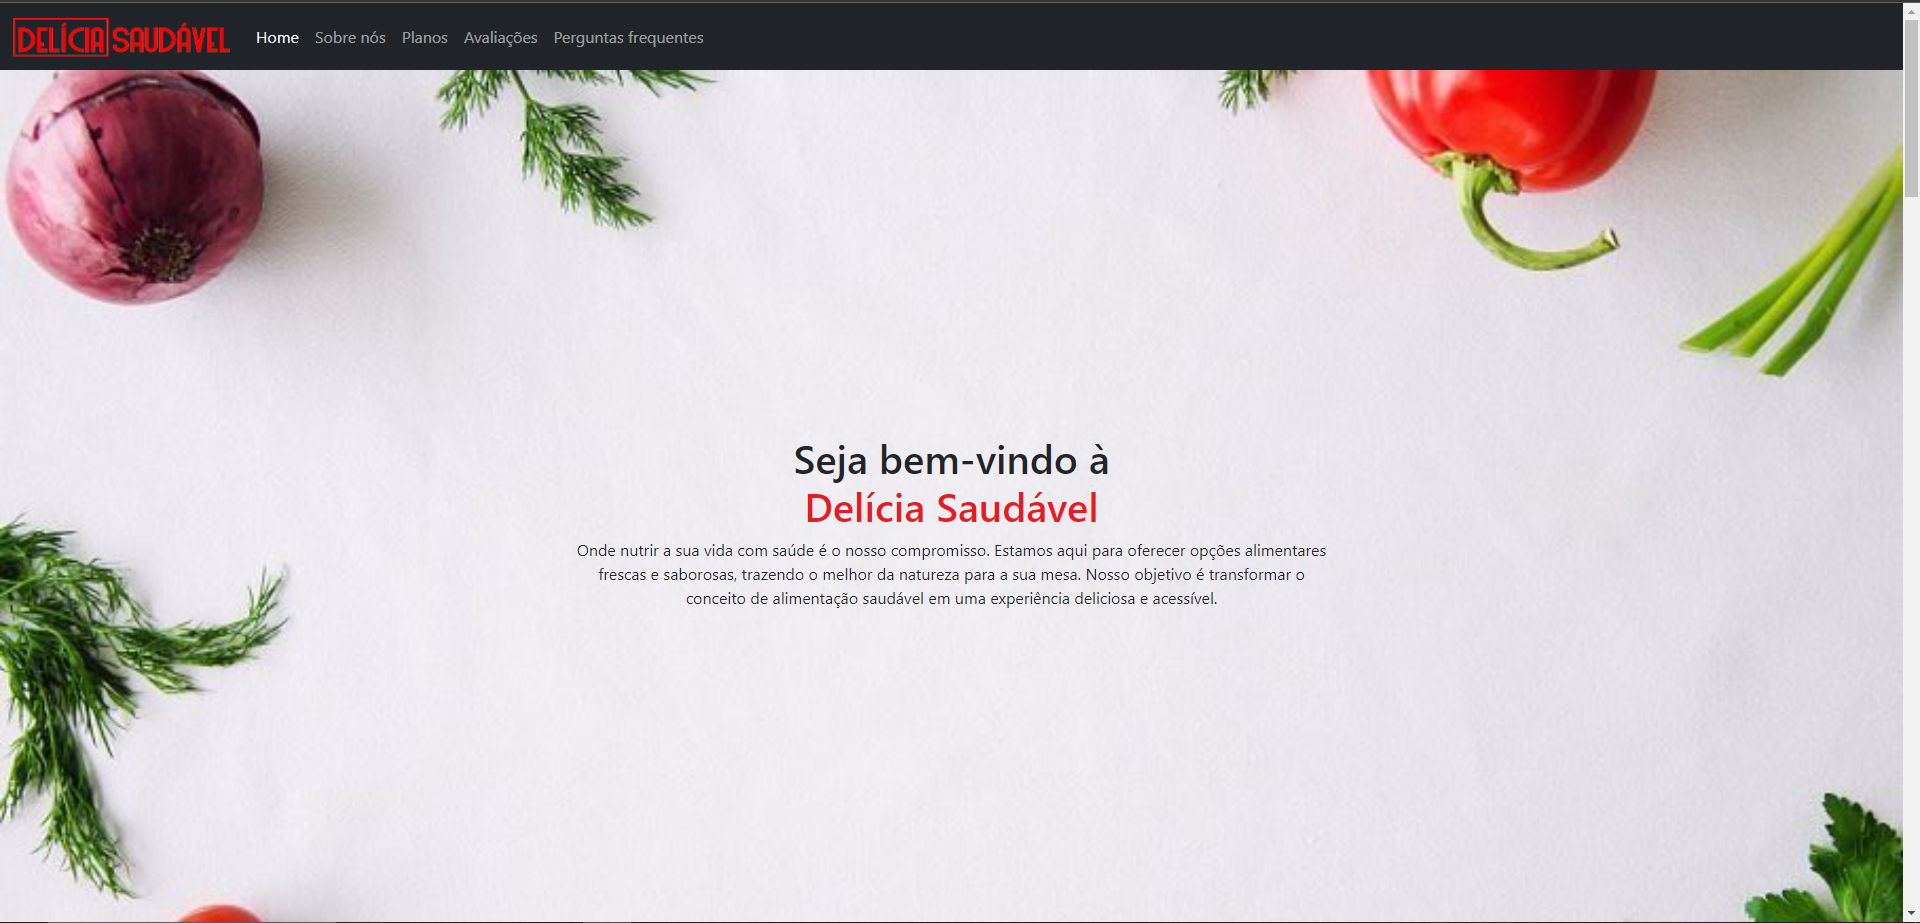 DELÍCIA SAUDÁVEL Home Sobre nós Planos Avaliações Perguntas frequentes
Seja bem-vindo à
Delícia Saudável
Onde nutrir a sua vida com saúde é o nosso compromisso. Estamos aqui para oferecer opções alimentares
frescas e saborosas, trazendo o melhor da natureza para a sua mesa. Nosso objetivo é transformar o
conceito de alimentação saudável em uma experiência deliciosa e acessível.